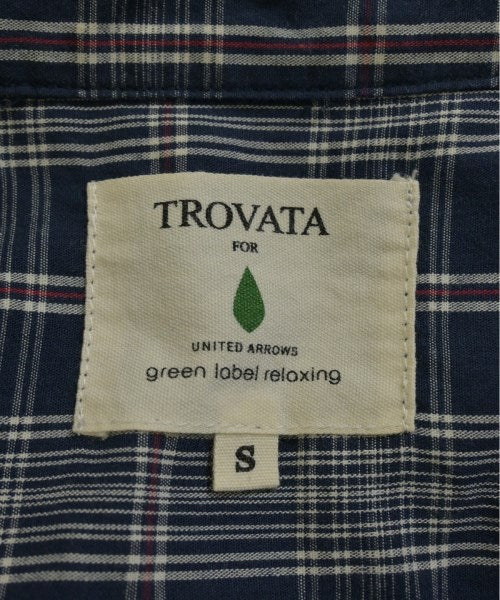 TROVATA
FOR
UNITED ARROWS
green label relaxing
S